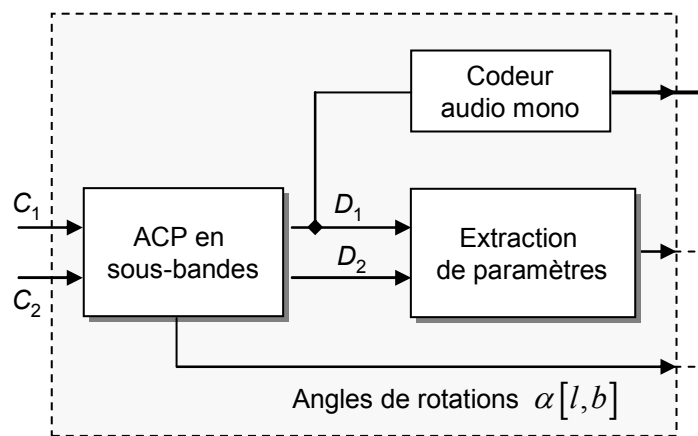 Codeur
audio mono
C₁
C₂
ACP en
sous-bandes
D₁
D₂
Extraction
de paramètres
Angles de rotations α[l,b]